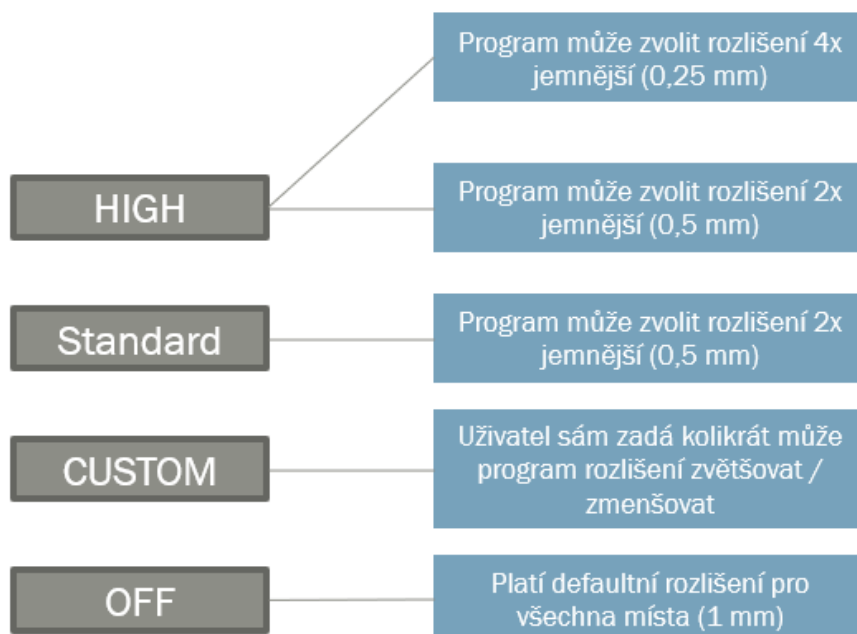 Program může zvolit rozlišení 4x
jemnější (0,25 mm)
HIGH
Program může zvolit rozlišení 2x
jemnější (0,5 mm)
Standard
Program může zvolit rozlišení 2x
jemnější (0,5 mm)
CUSTOM
Uživatel sám zadá kolikrát může
program rozlišení zvětšovat /
zmenšovat
OFF
Platí defaultní rozlišení pro
všechna místa (1 mm)